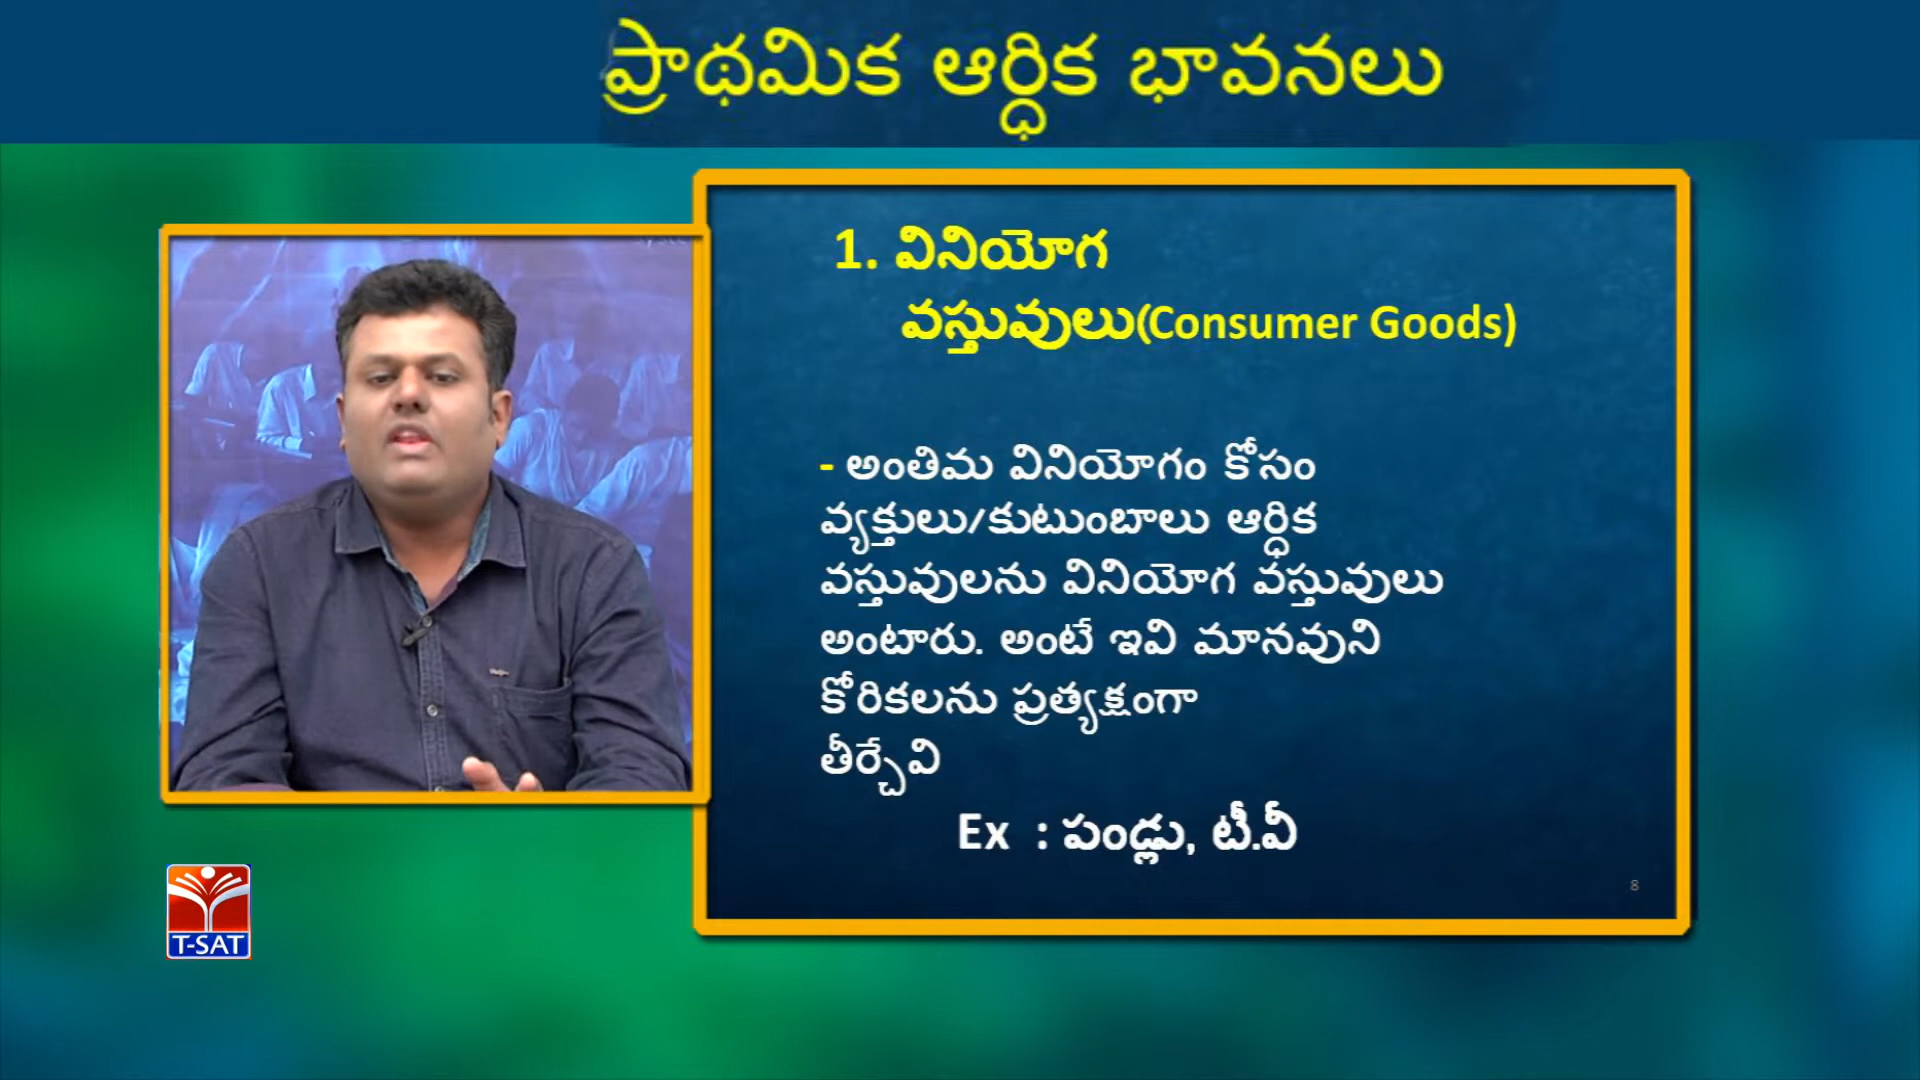 ప్రాథమిక ఆర్ధిక భావనలు
1. వినియోగ
వస్తువులు(Consumer Goods)
- అంతిమ వినియోగం కోసం
వ్యక్తులు/కుటుంబాలు ఆర్ధిక
వస్తువులను వినియోగ వస్తువులు
అంటారు. అంటే ఇవి మానవుని
కోరికలను ప్రత్యక్షంగా
తీర్చేవి
Ex : పండ్లు, టీ.వీ
8
T-SAT